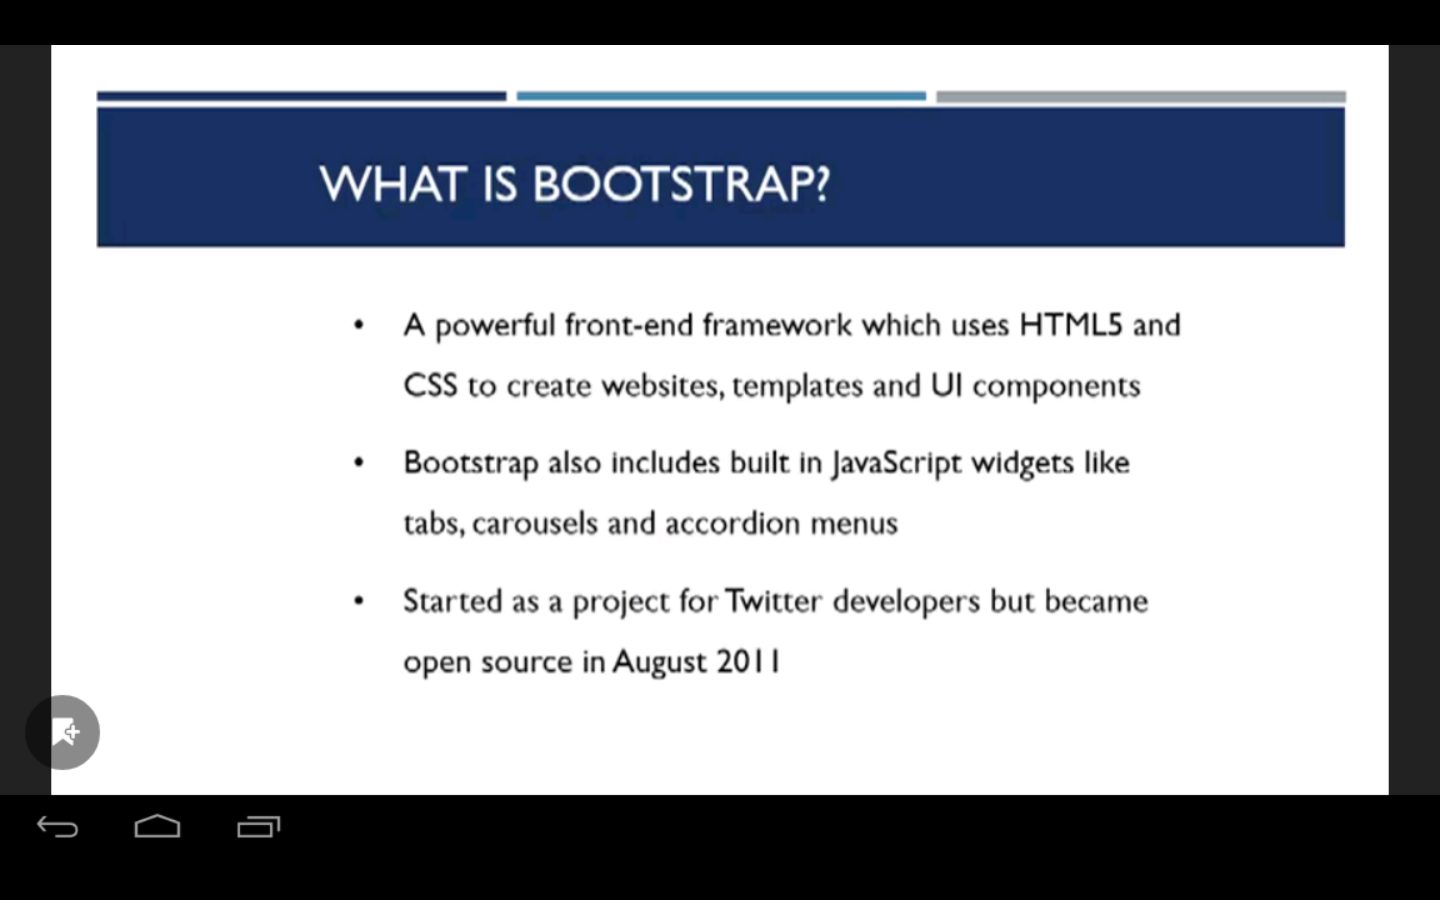 WHAT IS BOOTSTRAP?
• A powerful front-end framework which uses HTML5 and
CSS to create websites, templates and UI components
• Bootstrap also includes built in JavaScript widgets like
tabs, carousels and accordion menus
• Started as a project for Twitter developers but became
open source in August 2011